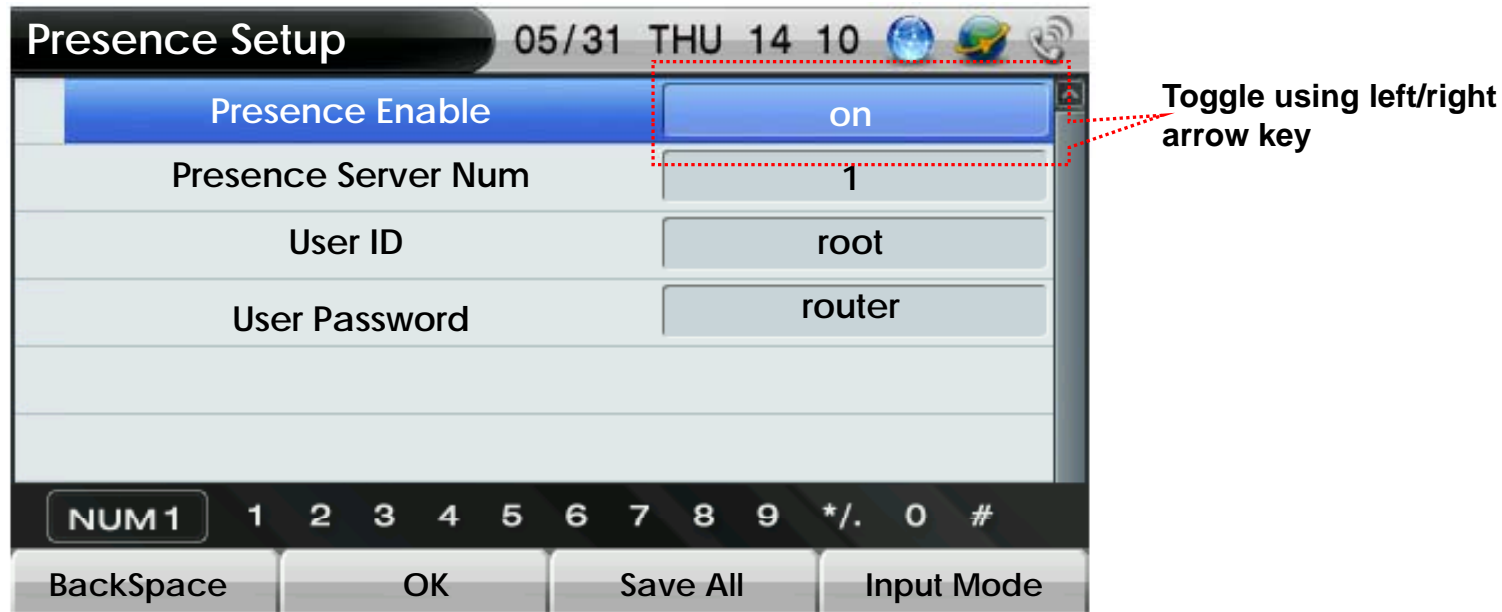 Presence Setup 05/31 THU 14 10
Presence Enable on
Presence Server Num 1
User ID root
User Password router
NUM1 1 2 3 4 5 6 7 8 9 */. 0 #
BackSpace OK Save All Input Mode
Toggle using left/right
arrow key